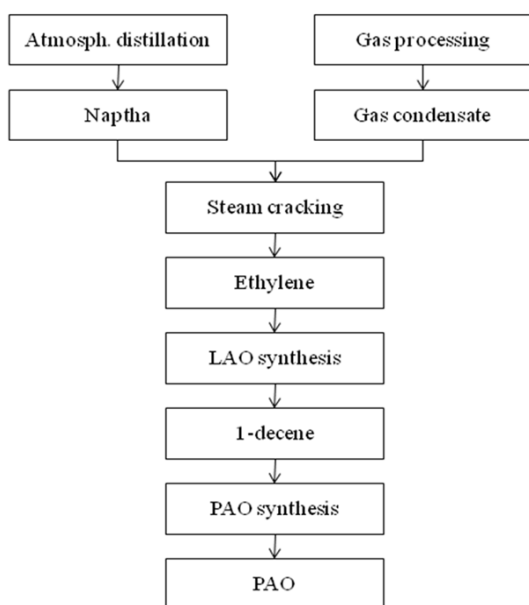 Atmosph. distillation
Gas processing
Naptha
Gas condensate
Steam cracking
Ethylene
LAO synthesis
1-decene
PAO synthesis
PAO